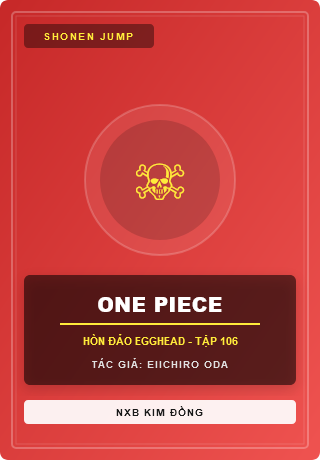 SHONEN JUMP
ONE PIECE
HÒN ĐẢO EGGHEAD - TẬP 106
TÁC GIẢ: EIICHIRO ODA
NXB KIM ĐỒNG